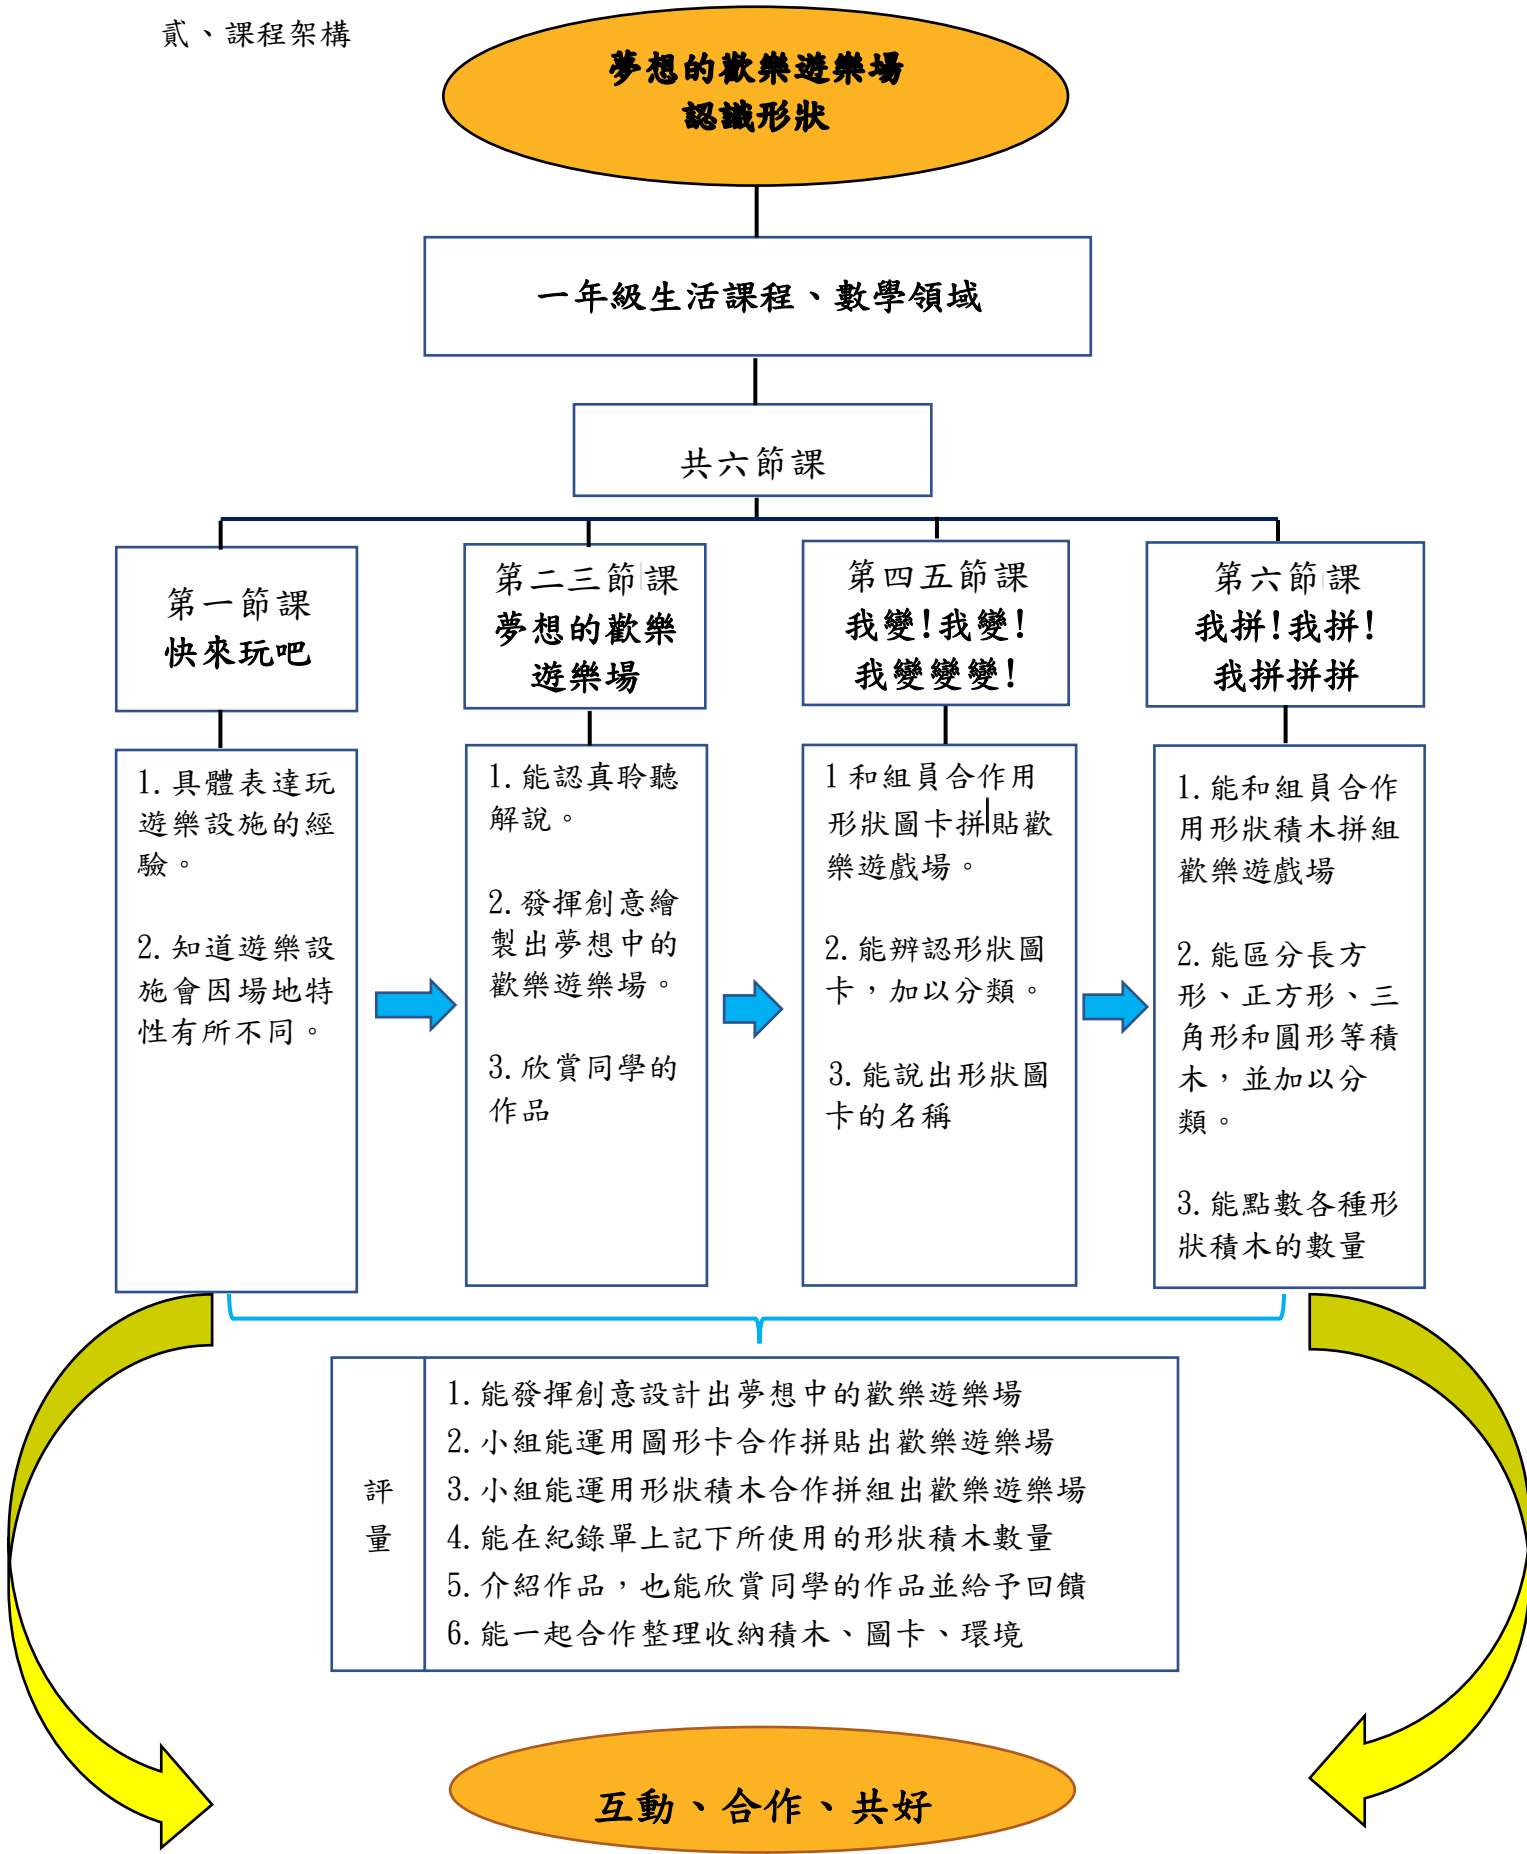 貳、課程架構
夢想的歡樂遊樂場
認識形狀
一年級生活課程、數學領域
共六節課
第一節課
快來玩吧
第二三節課
夢想的歡樂
遊樂場
第四五節課
我變!我變!
我變變變!
第六節課
我拼!我拼!
我拼拼拼
1.具體表達玩
遊樂設施的經
驗。
2.知道遊樂設
施會因場地特
性有所不同。
1.能認真聆聽
解說。
2.發揮創意繪
製出夢想中的
歡樂遊樂場。
3.欣賞同學的
作品
1 和組員合作用
形狀圖卡拼貼歡
樂遊戲場。
2.能辨認形狀圖
卡，加以分類。
3.能說出形狀圖
卡的名稱
1.能和組員合作
用形狀積木拼組
歡樂遊戲場
2.能區分長方
形、正方形、三
角形和圓形等積
木，並加以分
類。
3.能點數各種形
狀積木的數量
評
量
1.能發揮創意設計出夢想中的歡樂遊樂場
2.小組能運用圖形卡合作拼貼出歡樂遊樂場
3.小組能運用形狀積木合作拼組出歡樂遊樂場
4.能在紀錄單上記下所使用的形狀積木數量
5.介紹作品，也能欣賞同學的作品並給予回饋
6.能一起合作整理收納積木、圖卡、環境
互動、合作、共好